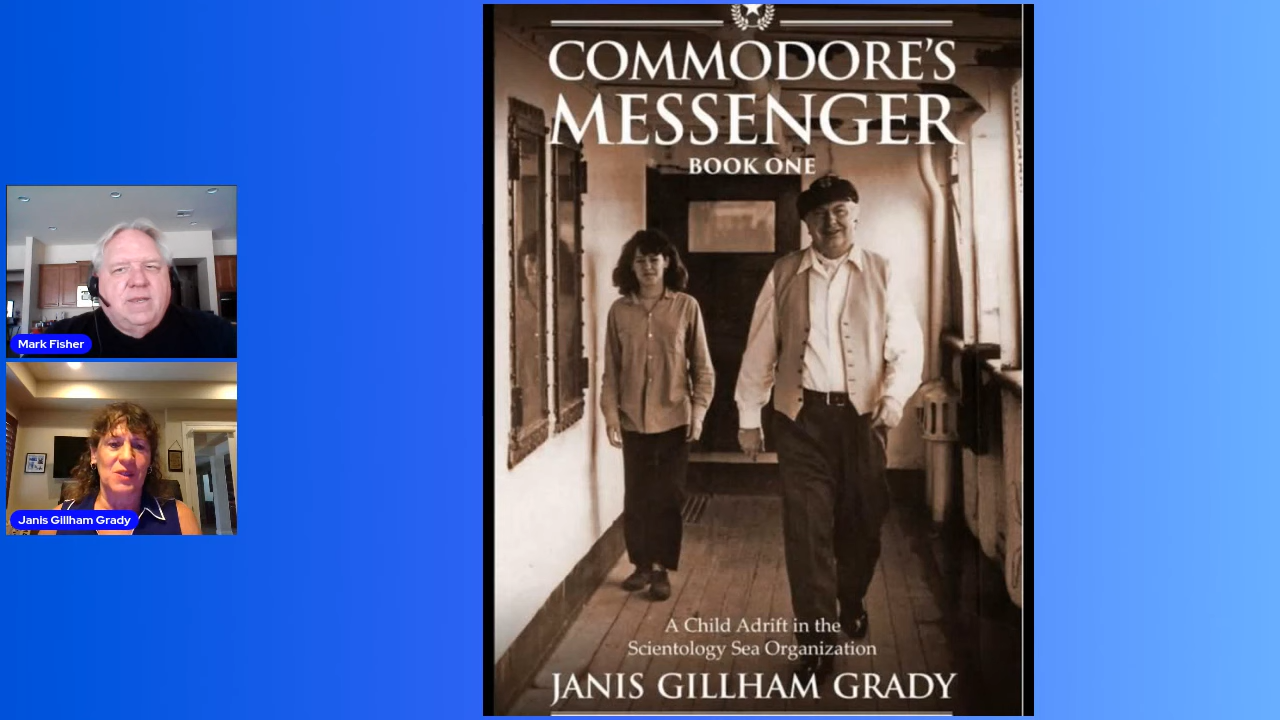 COMMODORE'S
MESSENGER
BOOK ONE
A Child Adrift in the
Scientology Sea Organization
JANIS GILLHAM GRADY
Mark Fisher
Janis Gillham Grady